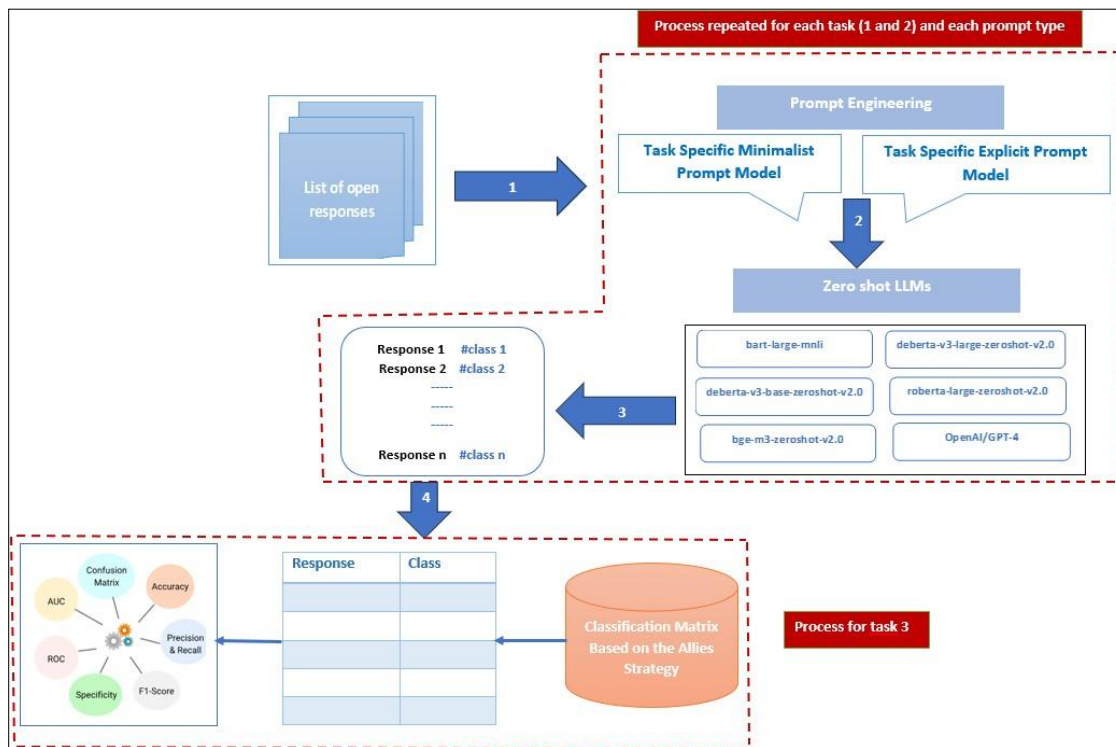 Process repeated for each task (1 and 2) and each prompt type
Prompt Engineering
Task Specific Minimalist
Prompt Model
Task Specific Explicit Prompt
Model
List of open
responses
1
2
Zero shot LLMs
bart-large-mnli
deberta-v3-large-zeroshot-v2.0
deberta-v3-base-zeroshot-v2.0
roberta-large-zeroshot-v2.0
bge-m3-zeroshot-v2.0
OpenAI/GPT-4
3
Response 1 #class 1
Response 2 #class 2
-----
-----
-----
Response n #class n
4
Response Class
Confusion
Matrix
Accuracy
AUC
Precision
& Recall
ROC
F1-Score
Specificity
Classification Matrix
Based on the Allies
Strategy
Process for task 3